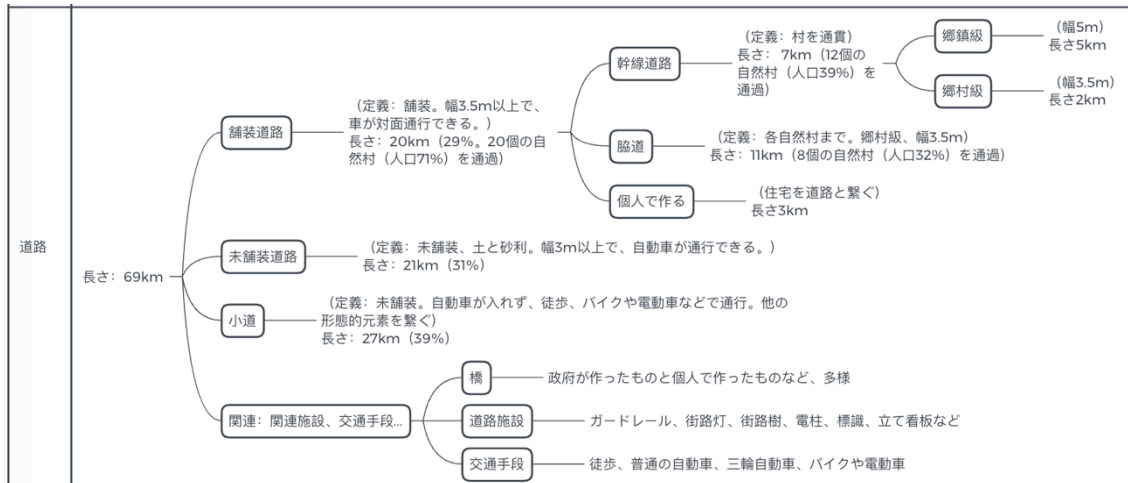 道路
長さ：69km
舗装道路
（定義：舗装。幅3.5m以上で、
車が対面通行できる。）
長さ：20km（29%。20個の自
然村（人口71%）を通過）
幹線道路
（定義：村を通貫）
長さ：7km（12個の
自然村（人口39%）を
通過）
郷鎮級
（幅5m）
長さ5km
郷村級
（幅3.5m）
長さ2km
脇道
（定義：各自然村まで。郷村級、幅3.5m）
長さ：11km（8個の自然村（人口32%）を通過）
個人で作る
（住宅を道路と繋ぐ）
長さ3km
未舗装道路
（定義：未舗装、土と砂利。幅3m以上で、自動車が通行できる。）
長さ：21km（31%）
小道
（定義：未舗装。自動車が入れず、徒歩、バイクや電動車などで通行。他の
形態的元素を繋ぐ）
長さ：27km（39%）
関連：関連施設、交通手段...
橋
政府が作ったものと個人で作ったものなど、多様
道路施設
ガードレール、街路灯、街路樹、電柱、標識、立て看板など
交通手段
徒歩、普通の自動車、三輪自動車、バイクや電動車